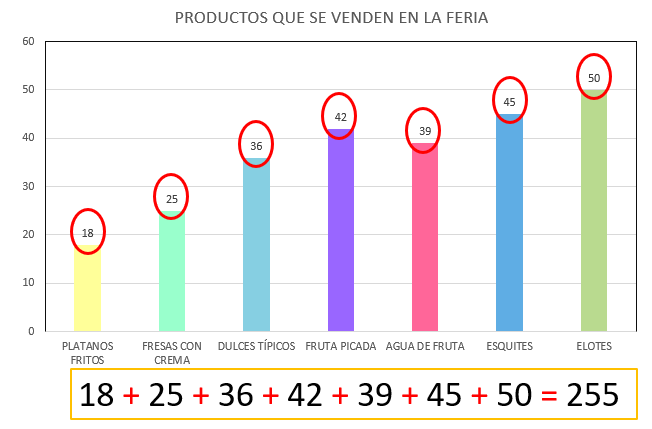 PRODUCTOS QUE SE VENDEN EN LA FERIA
60
50
40
30
20
10
0
18
25
36
42
39
45
50
PLATANOS FRITOS
FRESAS CON CREMA
DULCES TÍPICOS
FRUTA PICADA
AGUA DE FRUTA
ESQUITES
ELOTES
18 + 25 + 36 + 42 + 39 + 45 + 50 = 255